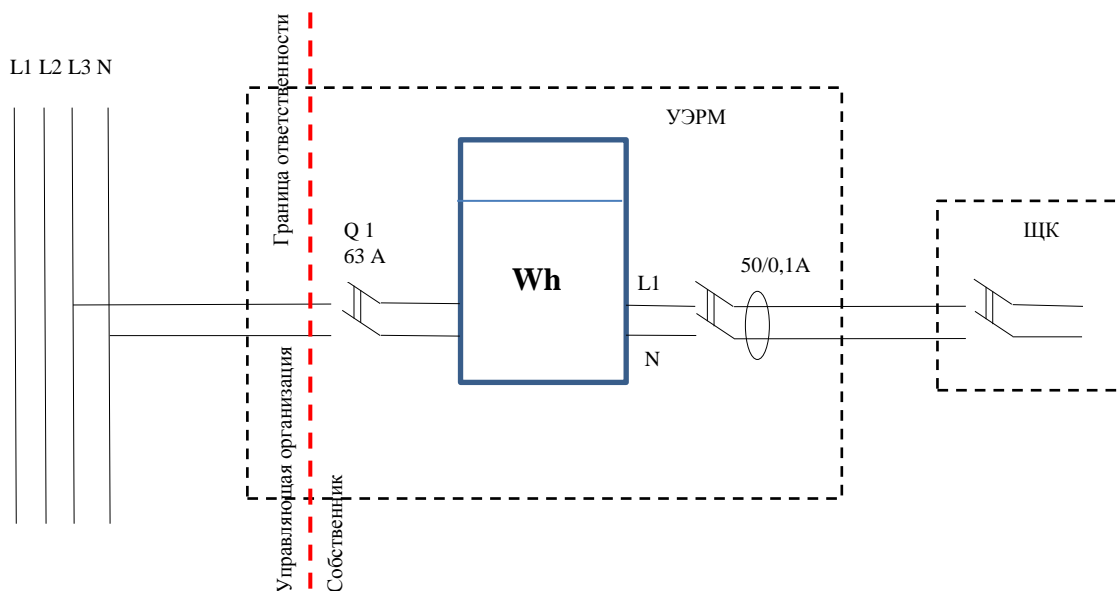 L1 L2 L3 N
Граница ответственности
УЭРМ
Q 1
63 А
Wh
L1
N
50/0,1А
ЩК
Управляющая организация
Собственник